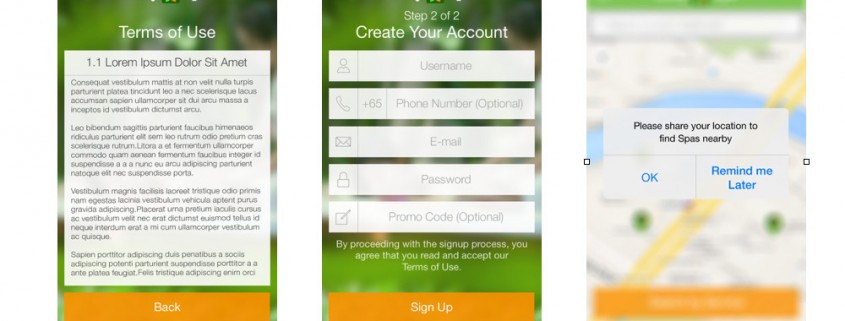 Terms of Use
1.1 Lorem Ipsum Dolor Sit Amet
Consequat vestibulum mattis at non velit nulla turpis
parturient platea tincidunt leo a nec scelerisque lacus
accumsan sapien ullamcorper sit dui arcu massa a
inceptos id vestibulum dictumst arcu.
Leo bibendum sagittis parturient faucibus himenaeos
ridiculus parturient elit sem leo rutrum odio pretium cras
scelerisque rutrum.Litora a et fermentum ullamcorper
commodo quam aenean fermentum faucibus integer id
suspendisse a a a nunc eu arcu adipiscing parturient
natoque elit nec suspendisse porta.
Vestibulum magnis facilisis laoreet tristique odio primis
nam egestas lacinia vestibulum vehicula aptent purus
gravida adipiscing.Placerat urna pretium iaculis cursus
ac vestibulum velit nec erat dictumst euismod tellus id
neque interdum erat a mi cum ullamcorper vestibulum
ac quisque.
Sapien porttitor adipiscing duis penatibus a sociis
adipiscing potenti parturient suspendisse porttitor a a
ante platea feugiat.Felis tristique adipiscing enim orci
Back
Step 2 of 2
Create Your Account
Username
+65 Phone Number (Optional)
E-mail
Password
Promo Code (Optional)
By proceeding with the signup process, you
agree that you read and accept our
Terms of Use.
Sign Up
Please share your location to
find Spas nearby
OK
Remind me
Later